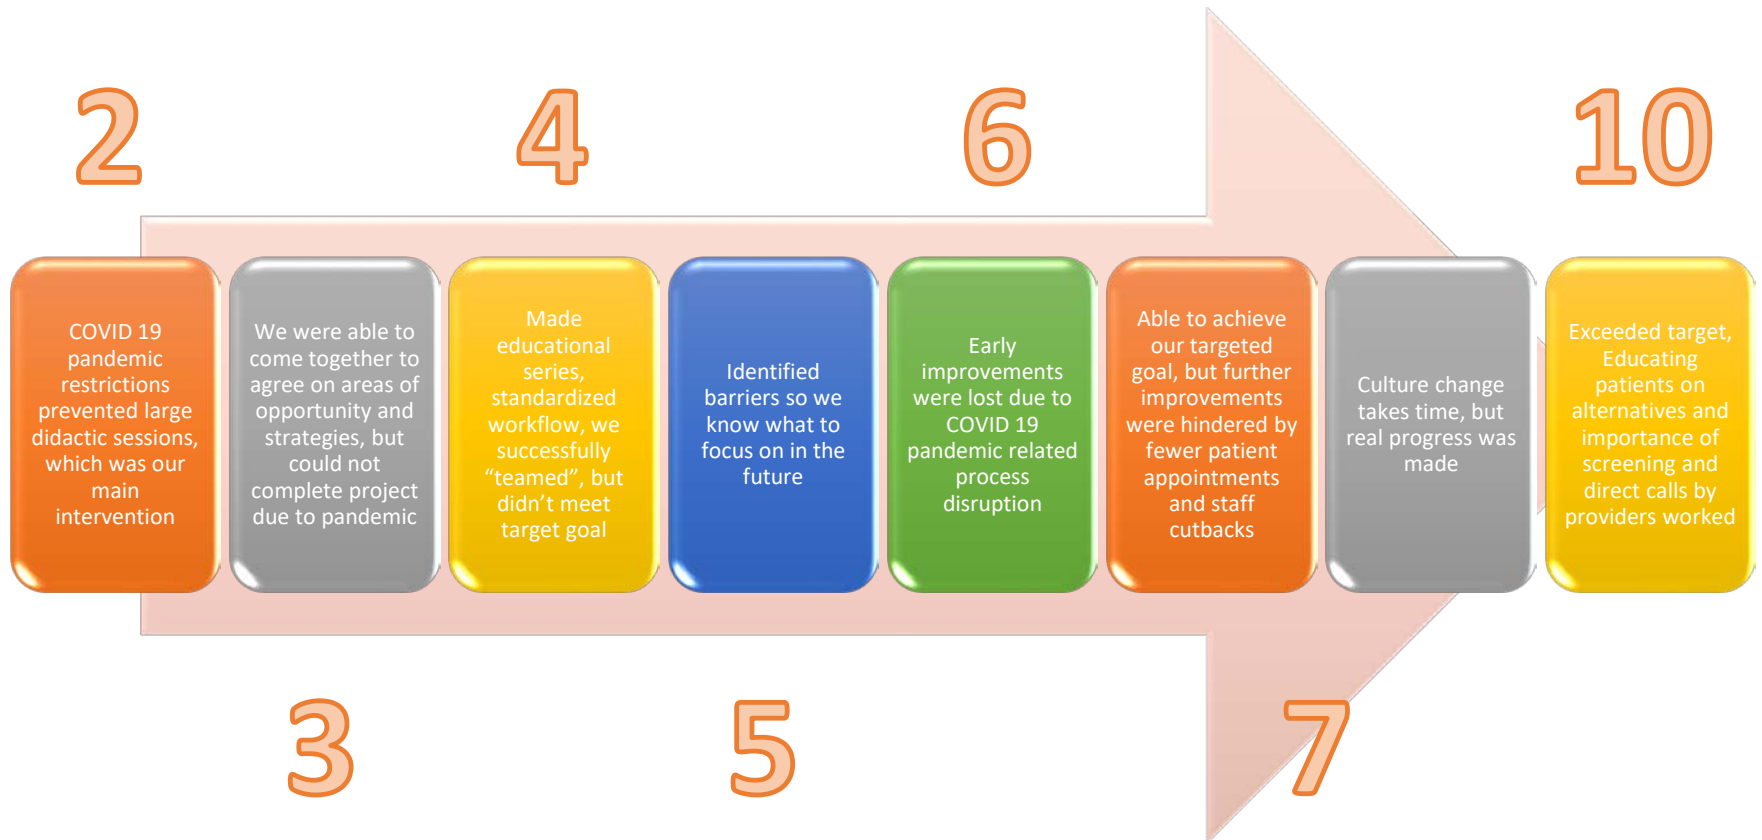 2
4
6
10
COVID 19
pandemic
restrictions
prevented large
didactic sessions,
which was our
main
intervention
We were able to
come together to
agree on areas of
opportunity and
strategies, but
could not
complete project
due to pandemic
Made
educational
series,
standardized
workflow, we
successfully
“teamed”, but
didn’t meet
target goal
Identified
barriers so we
know what to
focus on in the
future
Early
improvements
were lost due to
COVID 19
pandemic related
process
disruption
Able to achieve
our targeted
goal, but further
improvements
were hindered by
fewer patient
appointments
and staff
cutbacks
Culture change
takes time, but
real progress was
made
Exceeded target,
Educating
patients on
alternatives and
importance of
screening and
direct calls by
providers worked
3
5
7